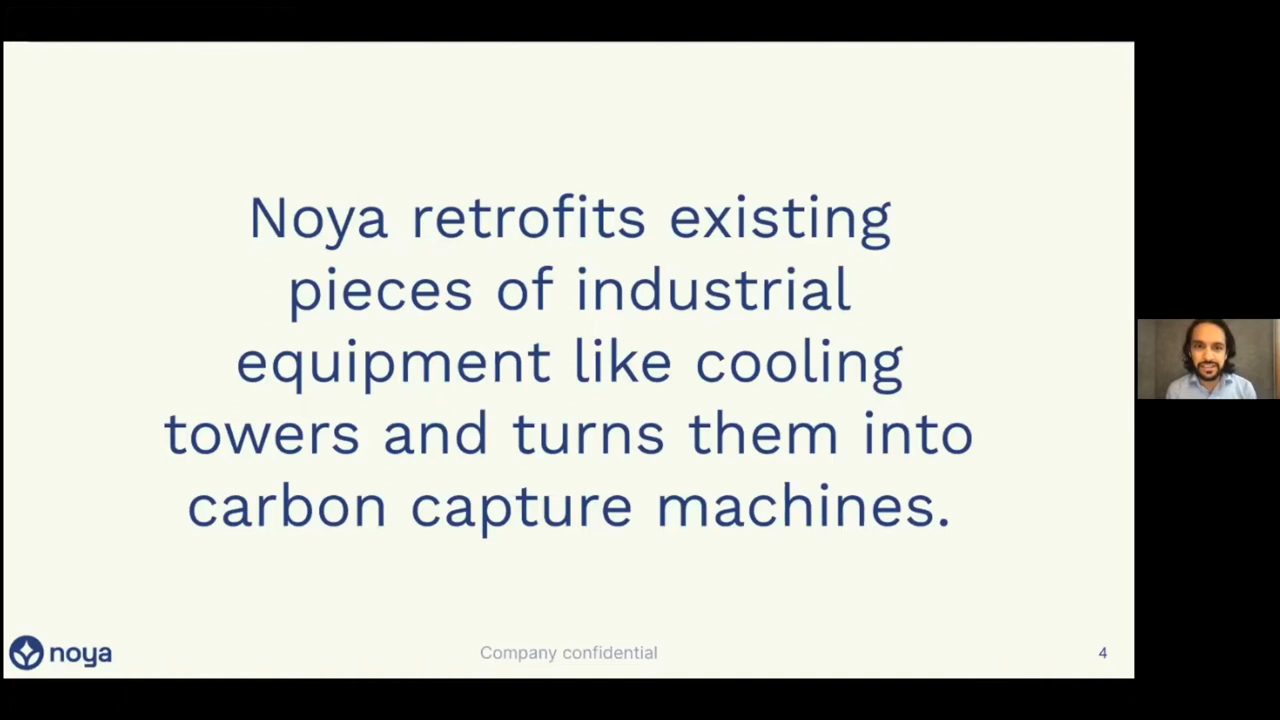 Noya retrofits existing
pieces of industrial
equipment like cooling
towers and turns them into
carbon capture machines.
noya
Company confidential
4